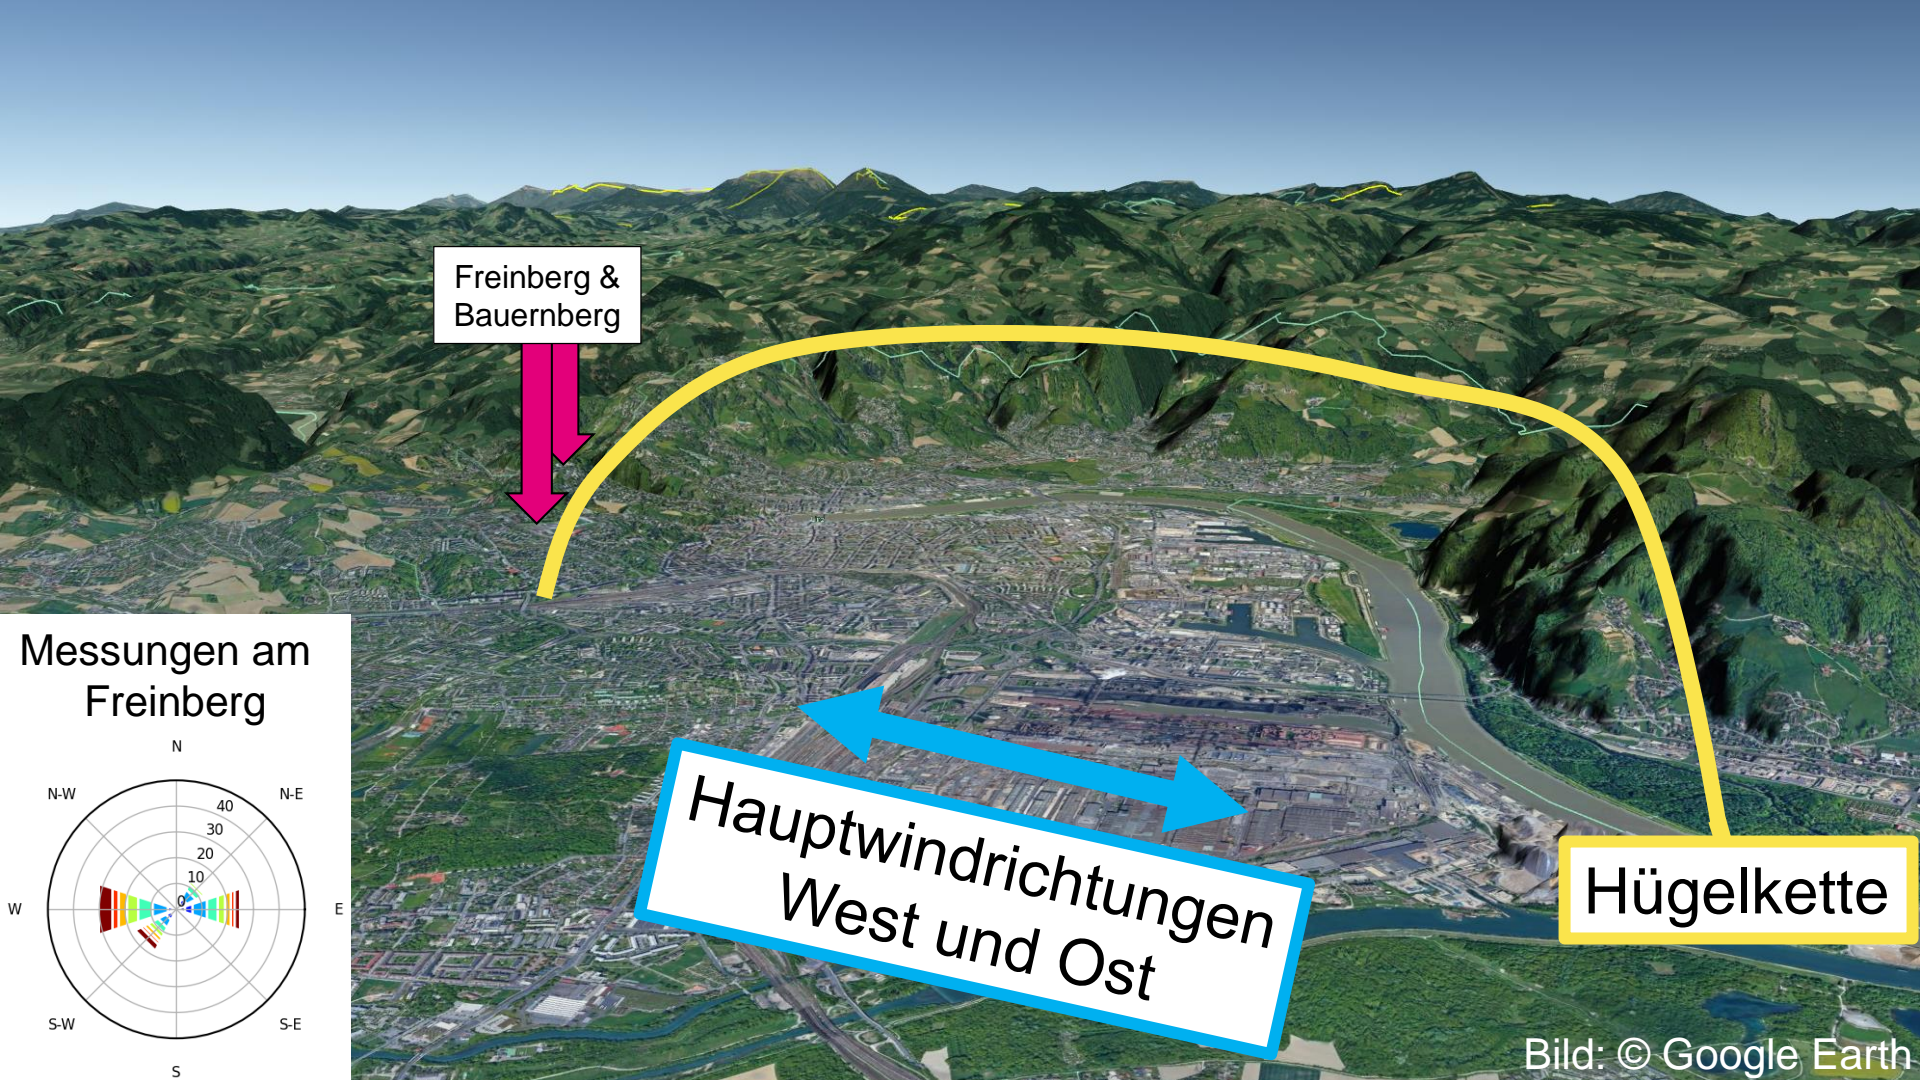 Freinberg &
Bauernberg
Messungen am
Freinberg
N
N-W
N-E
40
30
20
10
0
W
E
S-W
S-E
S
Hauptwindrichtungen
West und Ost
Hügelkette
Bild: © Google Earth